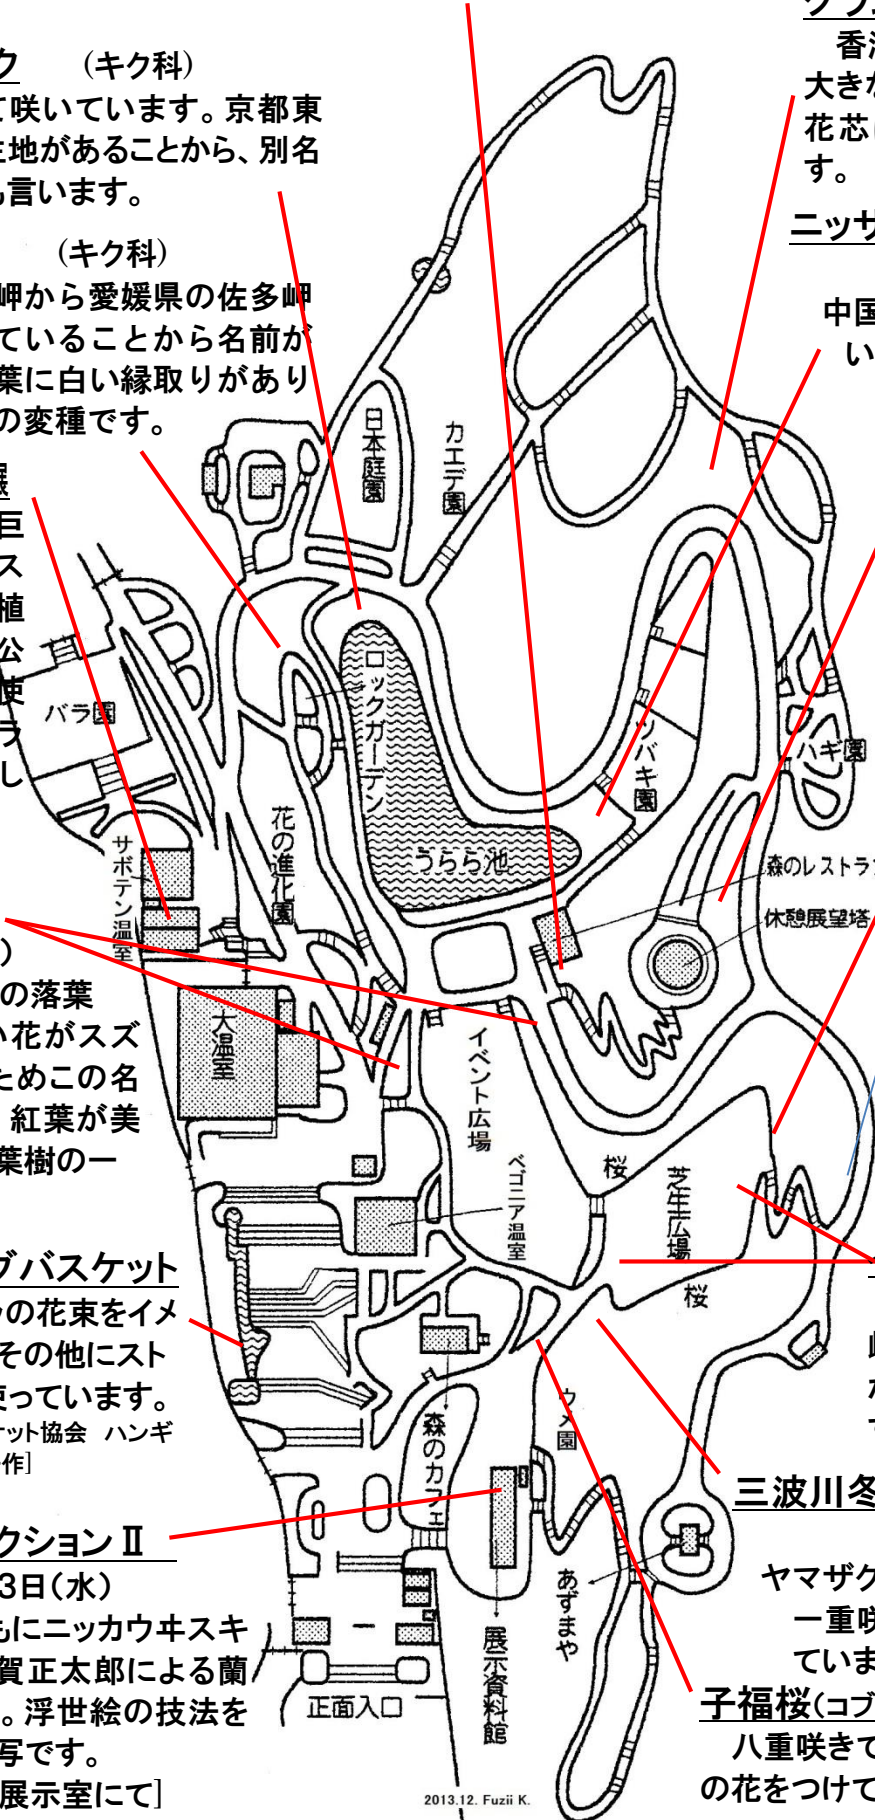 ク　(キク科)
て咲いています。京都東
生地があることから、別名
も言います。
(キク科)
岬から愛媛県の佐多岬
ていることから名前が
葉に白い縁取りがあり
の変種です。
巨
ス
植
公
使
ラ
し
)
の落葉
い花がスズ
ためこの名
紅葉が美
葉樹の一
グバスケット
の花束をイメ
その他にスト
使っています。
ケット協会　ハンギ
作]
クションⅡ
3日(水)
もにニッカウヰスキ
賀正太郎による蘭
。浮世絵の技法を
写です。
展示室にて]
香
大きな
花芯
す。
ニッサ
中国
い
三波川冬
ヤマザク
一重咲
ていま
子福桜(コブ
八重咲きで
の花をつけて
日本庭園
カエデ園
バラ園
ロックガーデン
ツバキ園
ハギ園
花の進化園
うらら池
サボテン温室
森のレストラ
休憩展望塔
大温室
イベント広場
桜
芝生広場
ベゴニア温室
桜
ウメ園
森のカフェ
あずまや
展示資料館
正面入口
2013.12. Fuzii K.